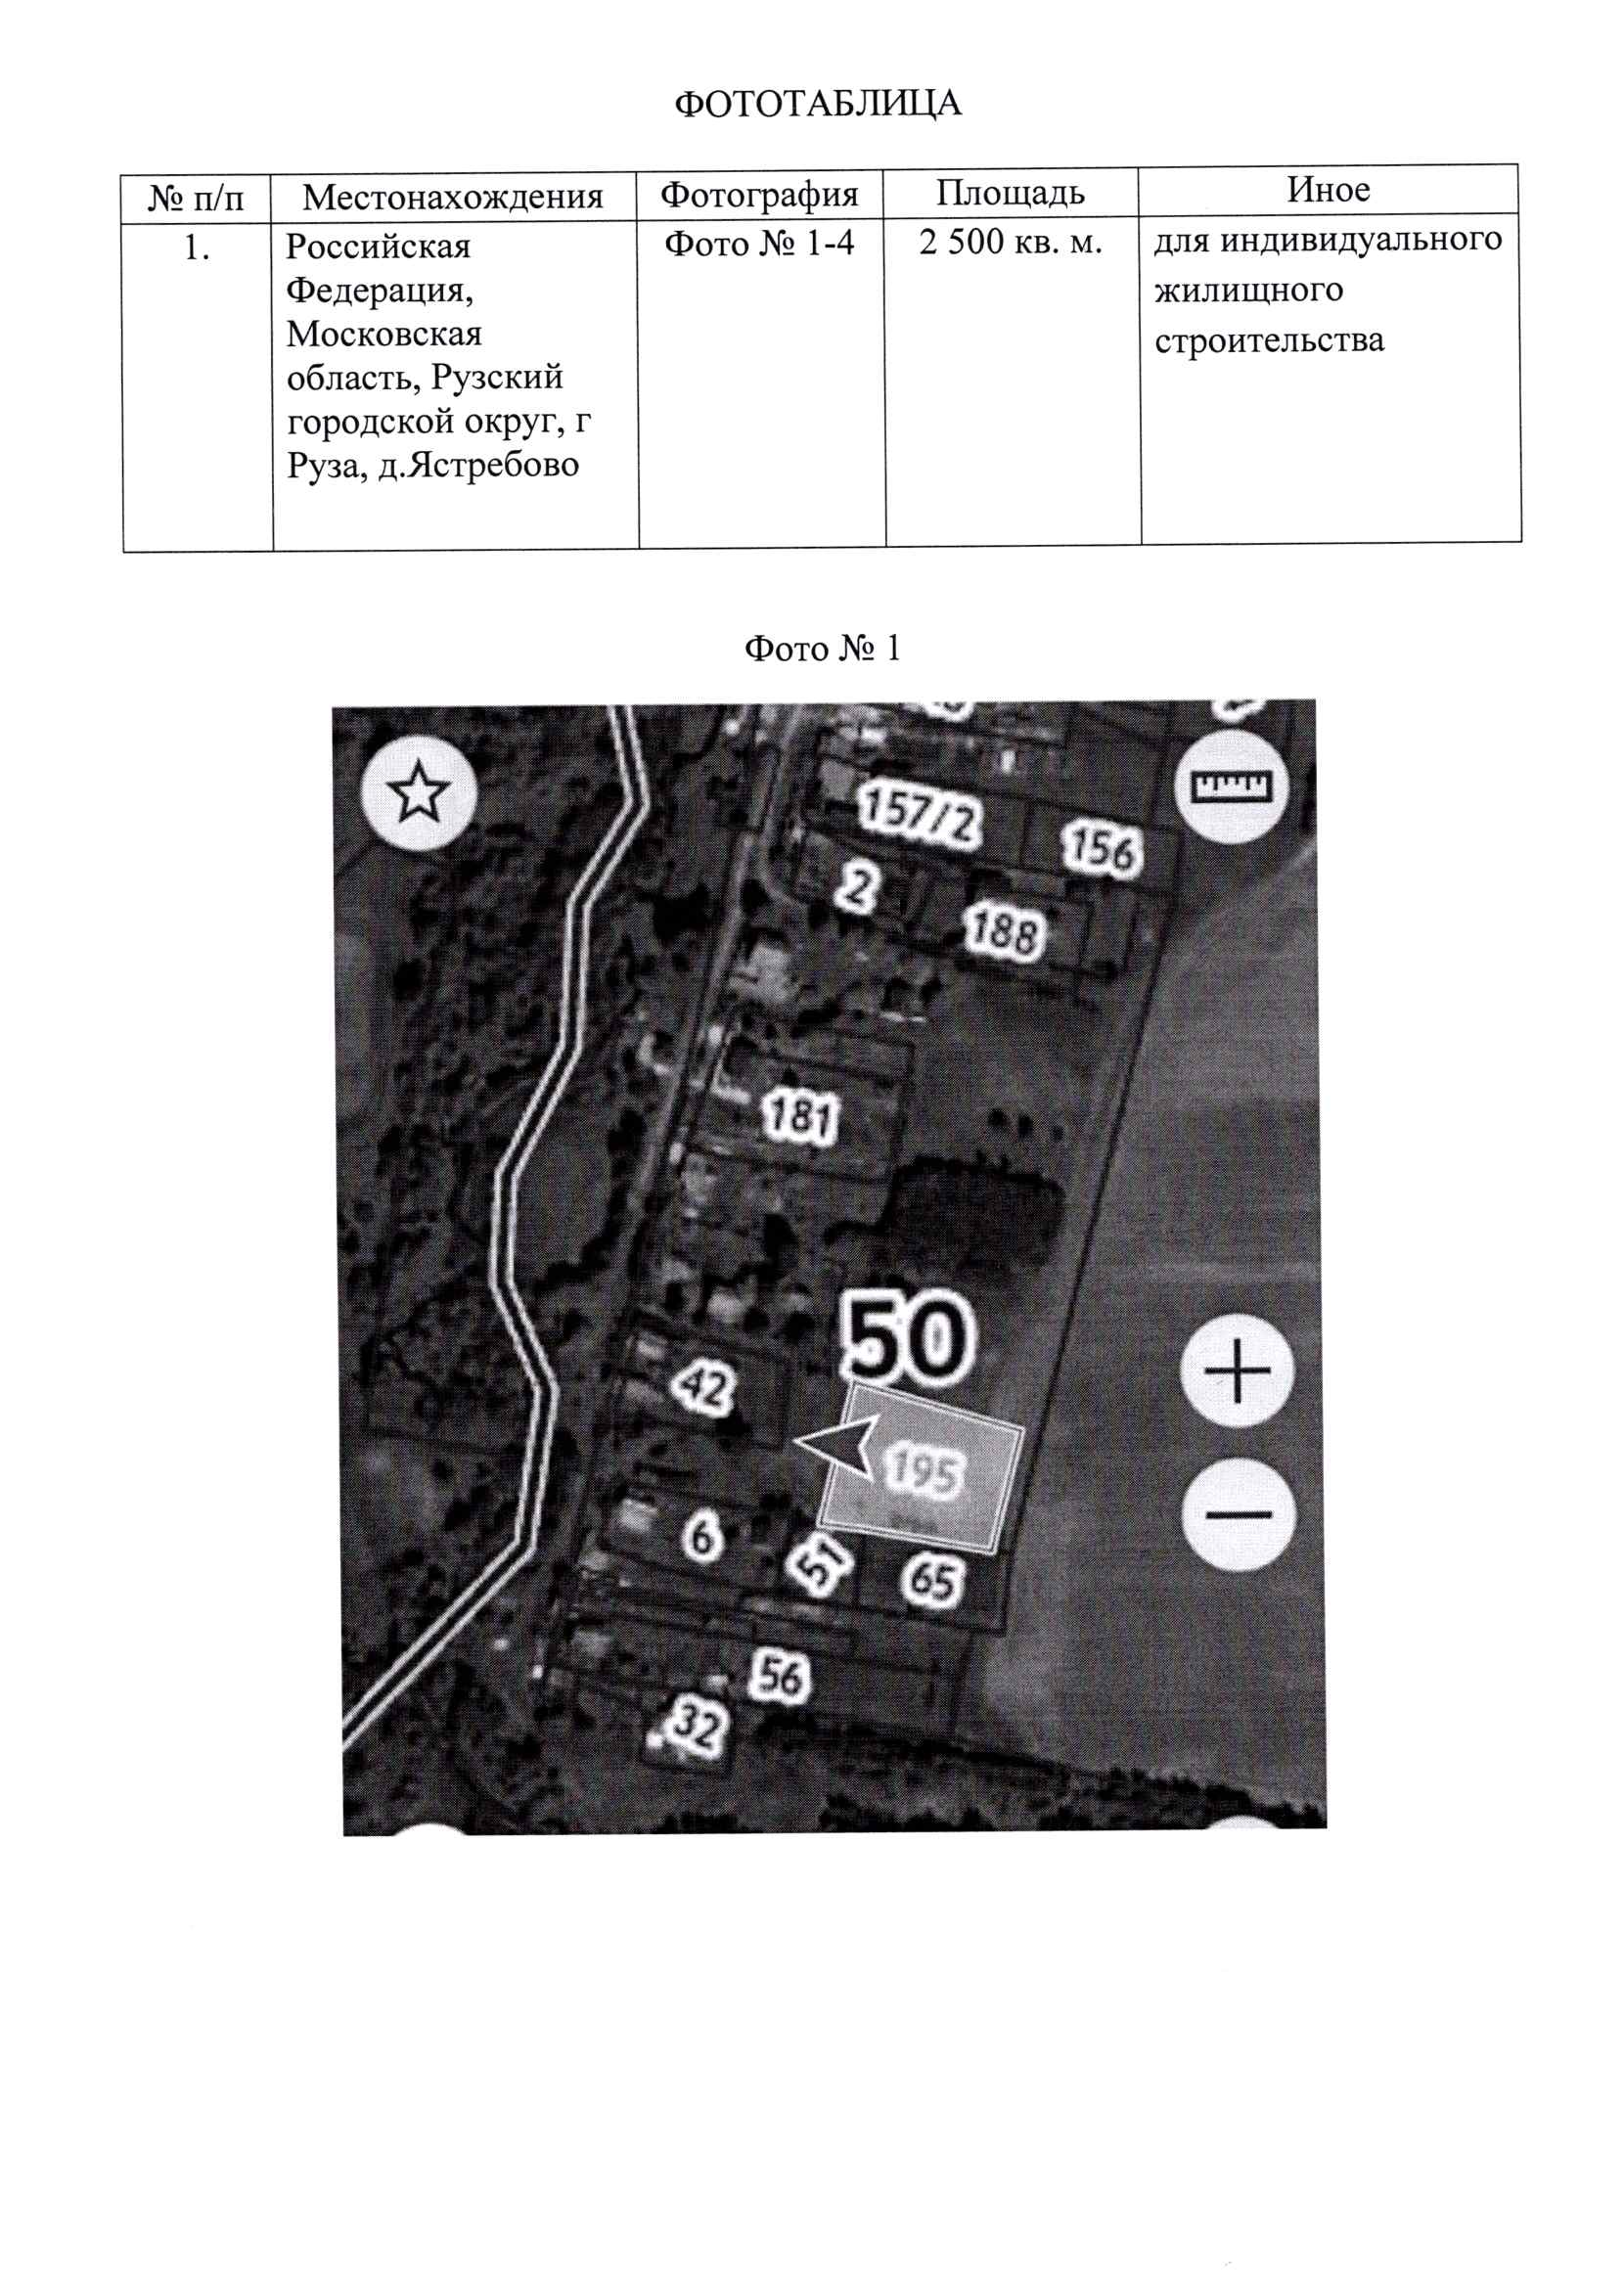 ФОТОТАБЛИЦА
№ п/п Местонахождения Фотография Площадь Иное
1. Российская Фото № 1-4 2 500 кв. м. для индивидуального
Федерация, жилищного
Московская строительства
область, Рузский
городской округ, г
Руза, д.Ястребово
Фото № 1
157/2
156
2
188
181
50
42
195
6
51
65
56
32